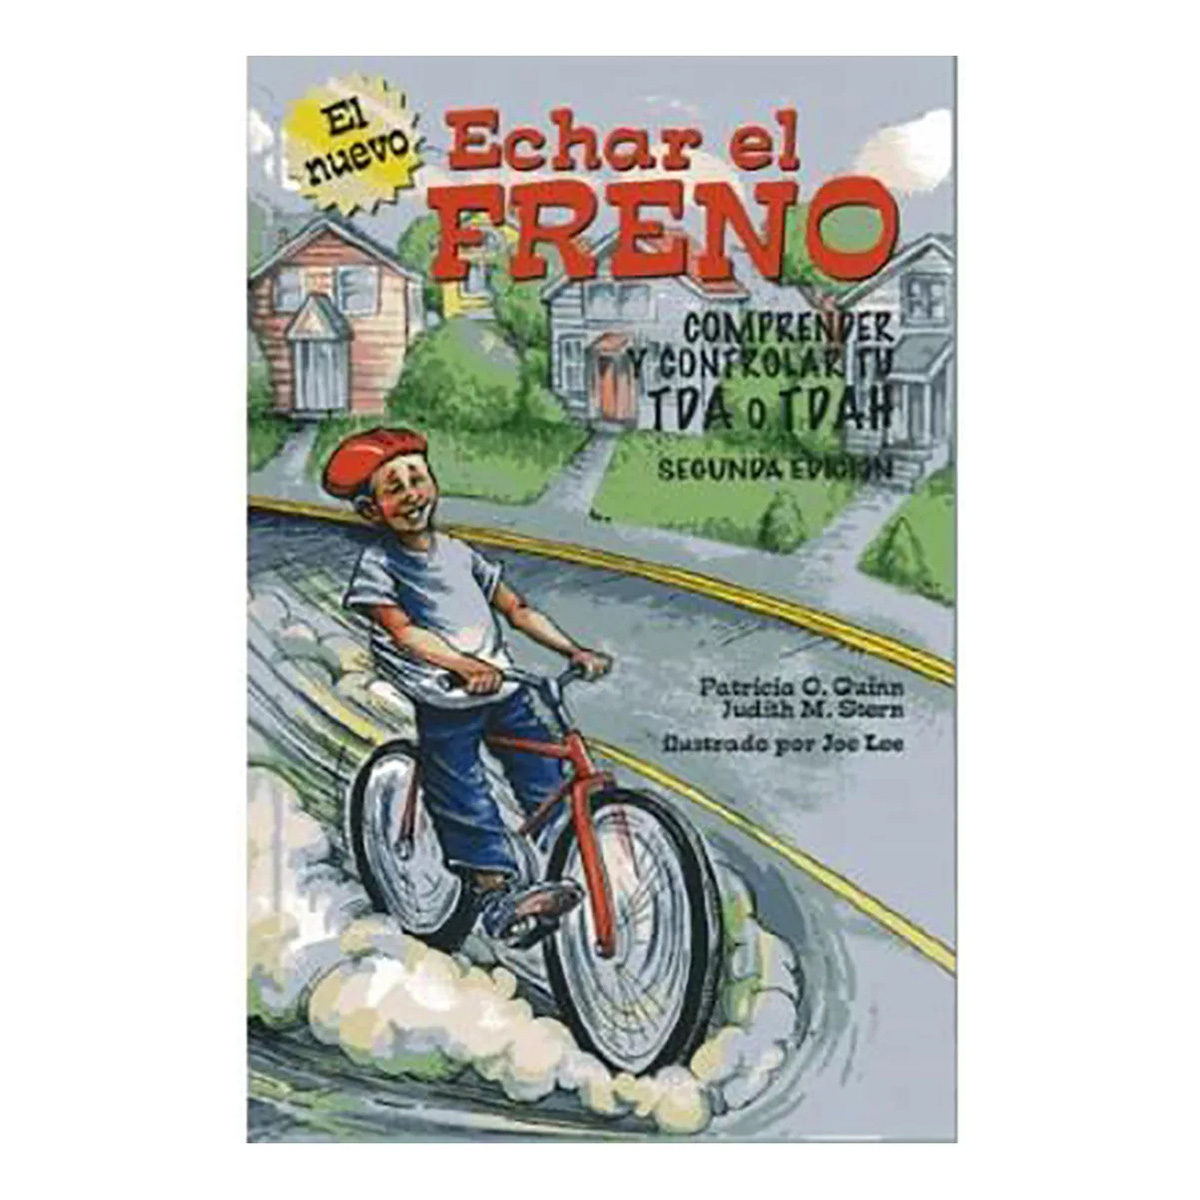 El
nuevo
Echar el
FRENO
COMPRENDER
Y CONTROLAR TU
TDA O TDAH
SEGUNDA EDICIÓN
Patricia O. Quinn
Judith M. Stern
Ilustrado por Joe Lee